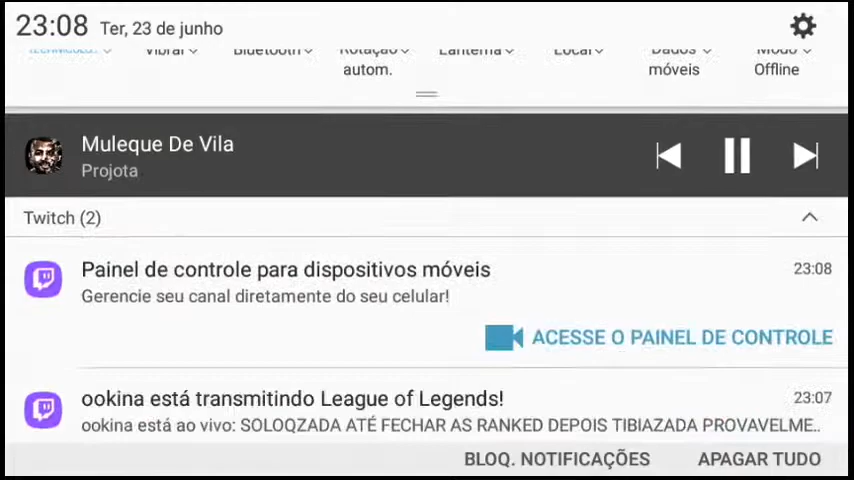 23:08 Ter, 23 de junho
Vibrar Bluetooth Rotação Lanterna Local Dados Modo
autom. móveis Offline
Muleque De Vila
Projota
Twitch (2)
Painel de controle para dispositivos móveis 23:08
Gerencie seu canal diretamente do seu celular!
ACESSE O PAINEL DE CONTROLE
ookina está transmitindo League of Legends! 23:07
ookina está ao vivo: SOLOQZADA ATÉ FECHAR AS RANKED DEPOIS TIBIAZADA PROVAVELME..
BLOQ. NOTIFICAÇÕES APAGAR TUDO